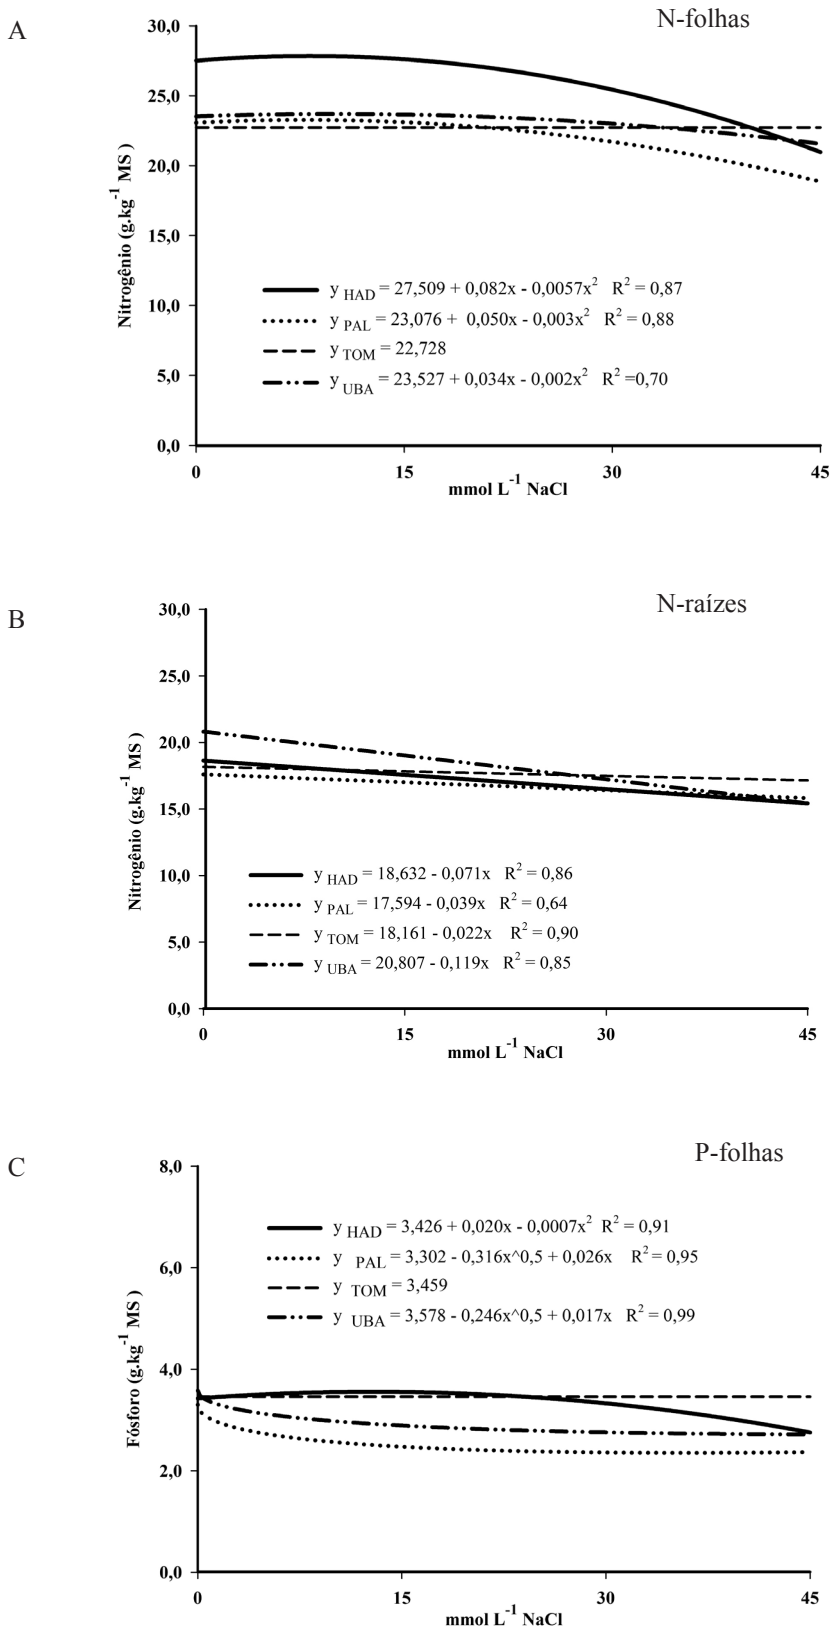 A
N-folhas
30,0
25,0
20,0
15,0
10,0
5,0
0,0
Nitrogênio (g.kg⁻¹ MS )
y HAD = 27,509 + 0,082x - 0,0057x² R² = 0,87
y PAL = 23,076 + 0,050x - 0,003x² R² = 0,88
y TOM = 22,728
y UBA = 23,527 + 0,034x - 0,002x² R² =0,70
0 15 30 45
mmol L⁻¹ NaCl
B
N-raízes
30,0
25,0
20,0
15,0
10,0
5,0
0,0
Nitrogênio (g.kg⁻¹ MS )
y HAD = 18,632 - 0,071x R² = 0,86
y PAL = 17,594 - 0,039x R² = 0,64
y TOM = 18,161 - 0,022x R² = 0,90
y UBA = 20,807 - 0,119x R² = 0,85
0 15 30 45
mmol L⁻¹ NaCl
C
P-folhas
8,0
6,0
4,0
2,0
0,0
Fósforo (g.kg⁻¹ MS )
y HAD = 3,426 + 0,020x - 0,0007x² R² = 0,91
y PAL = 3,302 - 0,316x^0,5 + 0,026x R² = 0,95
y TOM = 3,459
y UBA = 3,578 - 0,246x^0,5 + 0,017x R² = 0,99
0 15 30 45
mmol L⁻¹ NaCl